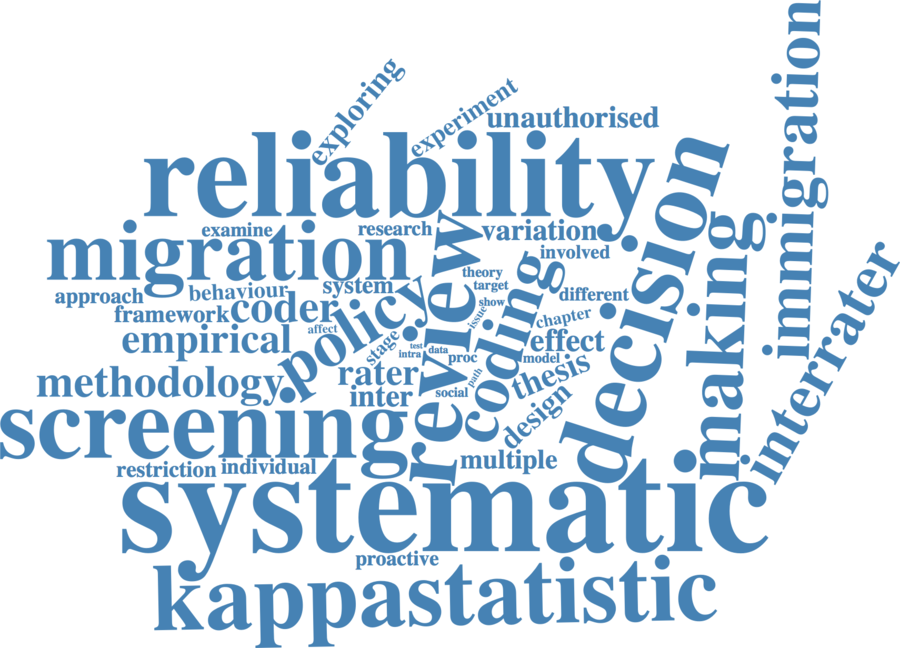 exploring
experiment
unauthorised
immigration
reliability
decision
examine
research
variation
migration
review
making
involved
interrater
theory
system
target
approach
behaviour
policy
coding
different
show
coder
framework
issue
chapter
affect
empirical
effect
stage
test
data
intra
proc
model
rater
path
thesis
methodology
inter
social
design
screening
multiple
restriction
individual
systematic
proactive
kappastatistic